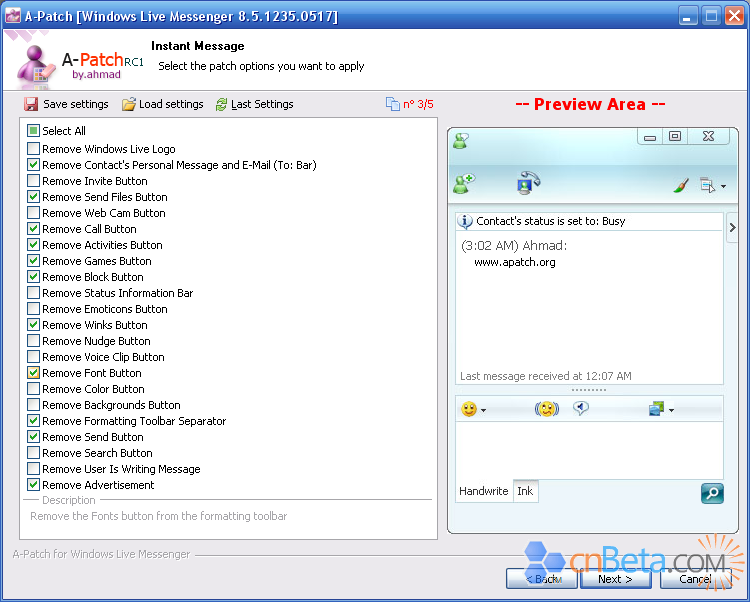 A-Patch [Windows Live Messenger 8.5.1235.0517]
A-PatchRC1
by.ahmad
Instant Message
Select the patch options you want to apply
Save settings
Load settings
Last Settings
n° 3/5
-- Preview Area --
Select All
Remove Windows Live Logo
Remove Contact's Personal Message and E-Mail (To: Bar)
Remove Invite Button
Remove Send Files Button
Remove Web Cam Button
Remove Call Button
Remove Activities Button
Remove Games Button
Remove Block Button
Remove Status Information Bar
Remove Emoticons Button
Remove Winks Button
Remove Nudge Button
Remove Voice Clip Button
Remove Font Button
Remove Color Button
Remove Backgrounds Button
Remove Formatting Toolbar Separator
Remove Send Button
Remove Search Button
Remove User Is Writing Message
Remove Advertisement
Description
Remove the Fonts button from the formatting toolbar
Contact's status is set to: Busy
(3:02 AM) Ahmad:
www.apatch.org
Last message received at 12:07 AM
Handwrite
Ink
A-Patch for Windows Live Messenger
cnBeta.COM
< Back
Next >
Cancel